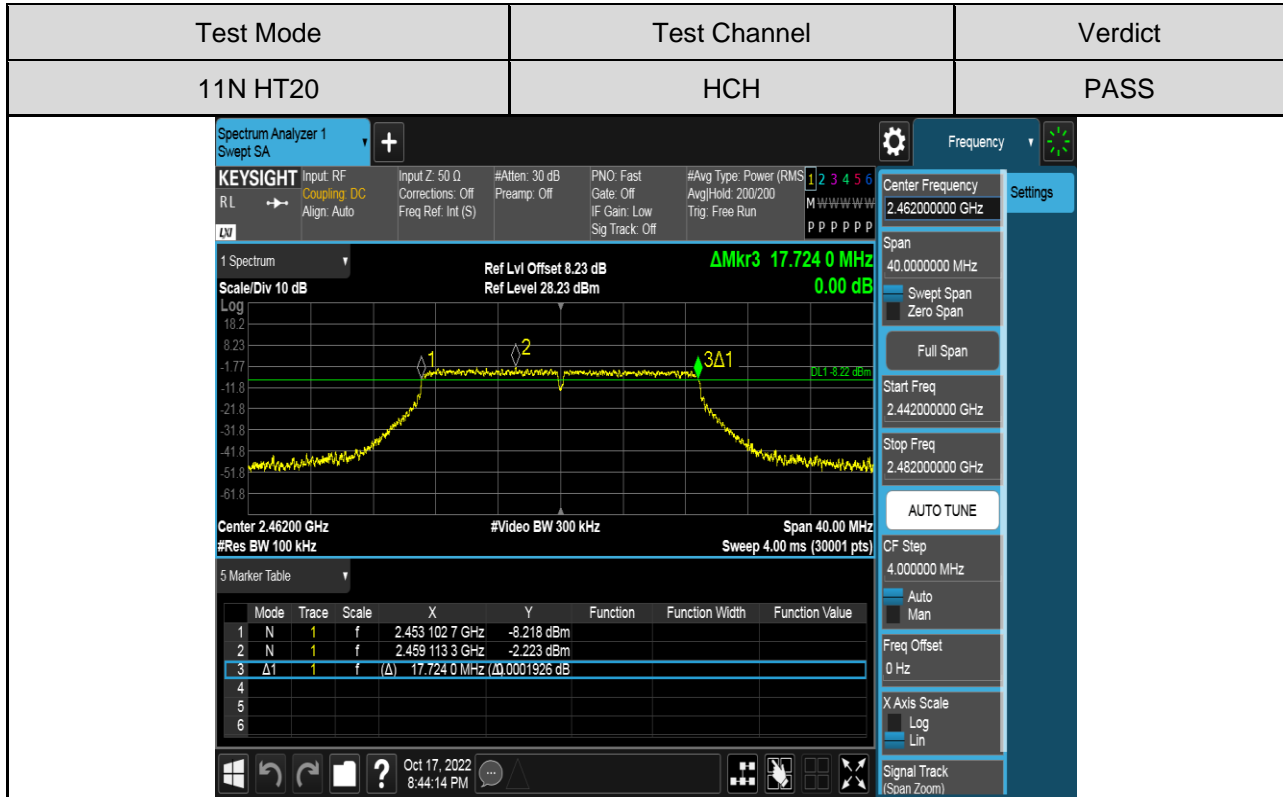 Test Mode Test Channel Verdict
11N HT20 HCH PASS
Spectrum Analyzer 1
Swept SA
Frequency
KEYSIGHT Input: RF Input Z: 50 Ω #Atten: 30 dB PNO: Fast #Avg Type: Power (RMS 1 2 3 4 5 6
RL Coupling: DC Corrections: Off Preamp: Off Gate: Off Avg|Hold: 200/200 M W W W W W
Align: Auto Freq Ref: Int (S) IF Gain: Low Trig: Free Run
LXI Sig Track: Off P P P P P P
Center Frequency
2.462000000 GHz
Settings
1 Spectrum
Ref Lvl Offset 8.23 dB
ΔMkr3 17.724 0 MHz
Scale/Div 10 dB Ref Level 28.23 dBm 0.00 dB
Log
18.2
8.23
-1.77
-11.8
-21.8
-31.8
-41.8
-51.8
-61.8
1
2
3Δ1
DL1 -8.22 dBm
Center 2.46200 GHz #Video BW 300 kHz Span 40.00 MHz
#Res BW 100 kHz Sweep 4.00 ms (30001 pts)
Span
40.0000000 MHz
Swept Span
Zero Span
Full Span
Start Freq
2.442000000 GHz
Stop Freq
2.482000000 GHz
AUTO TUNE
CF Step
4.000000 MHz
Auto
Man
Freq Offset
0 Hz
X Axis Scale
Log
Lin
Signal Track
(Span Zoom)
5 Marker Table
Mode Trace Scale X Y Function Function Width Function Value
1 N 1 f 2.453 102 7 GHz -8.218 dBm
2 N 1 f 2.459 113 3 GHz -2.223 dBm
3 Δ1 1 f (Δ) 17.724 0 MHz (Δ) 0.0001926 dB
4
5
6
? Oct 17, 2022
8:44:14 PM